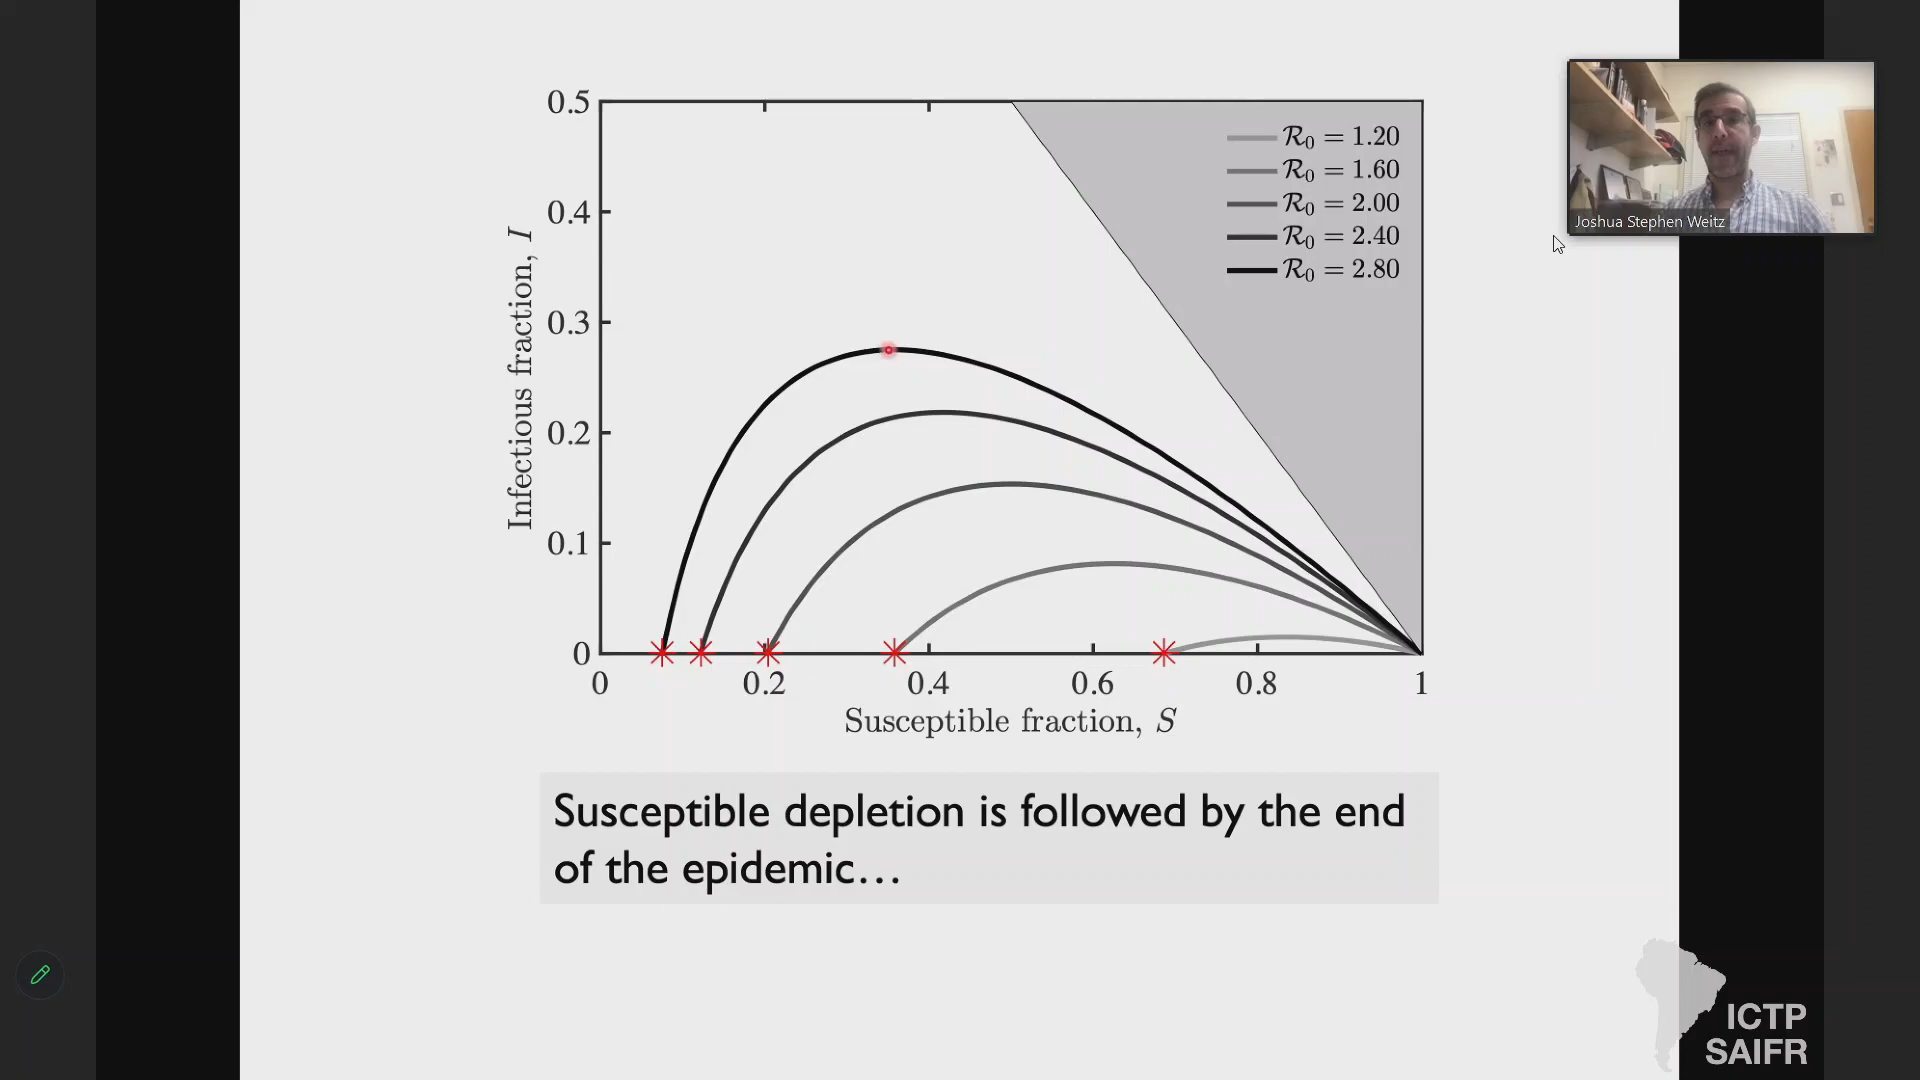 0.5
0.4
0.3
0.2
0.1
0
Infectious fraction, I
ℛ₀ = 1.20
ℛ₀ = 1.60
ℛ₀ = 2.00
ℛ₀ = 2.40
ℛ₀ = 2.80
0 0.2 0.4 0.6 0.8 1
Susceptible fraction, S
Susceptible depletion is followed by the end
of the epidemic…
Joshua Stephen Weitz
ICTP
SAIFR